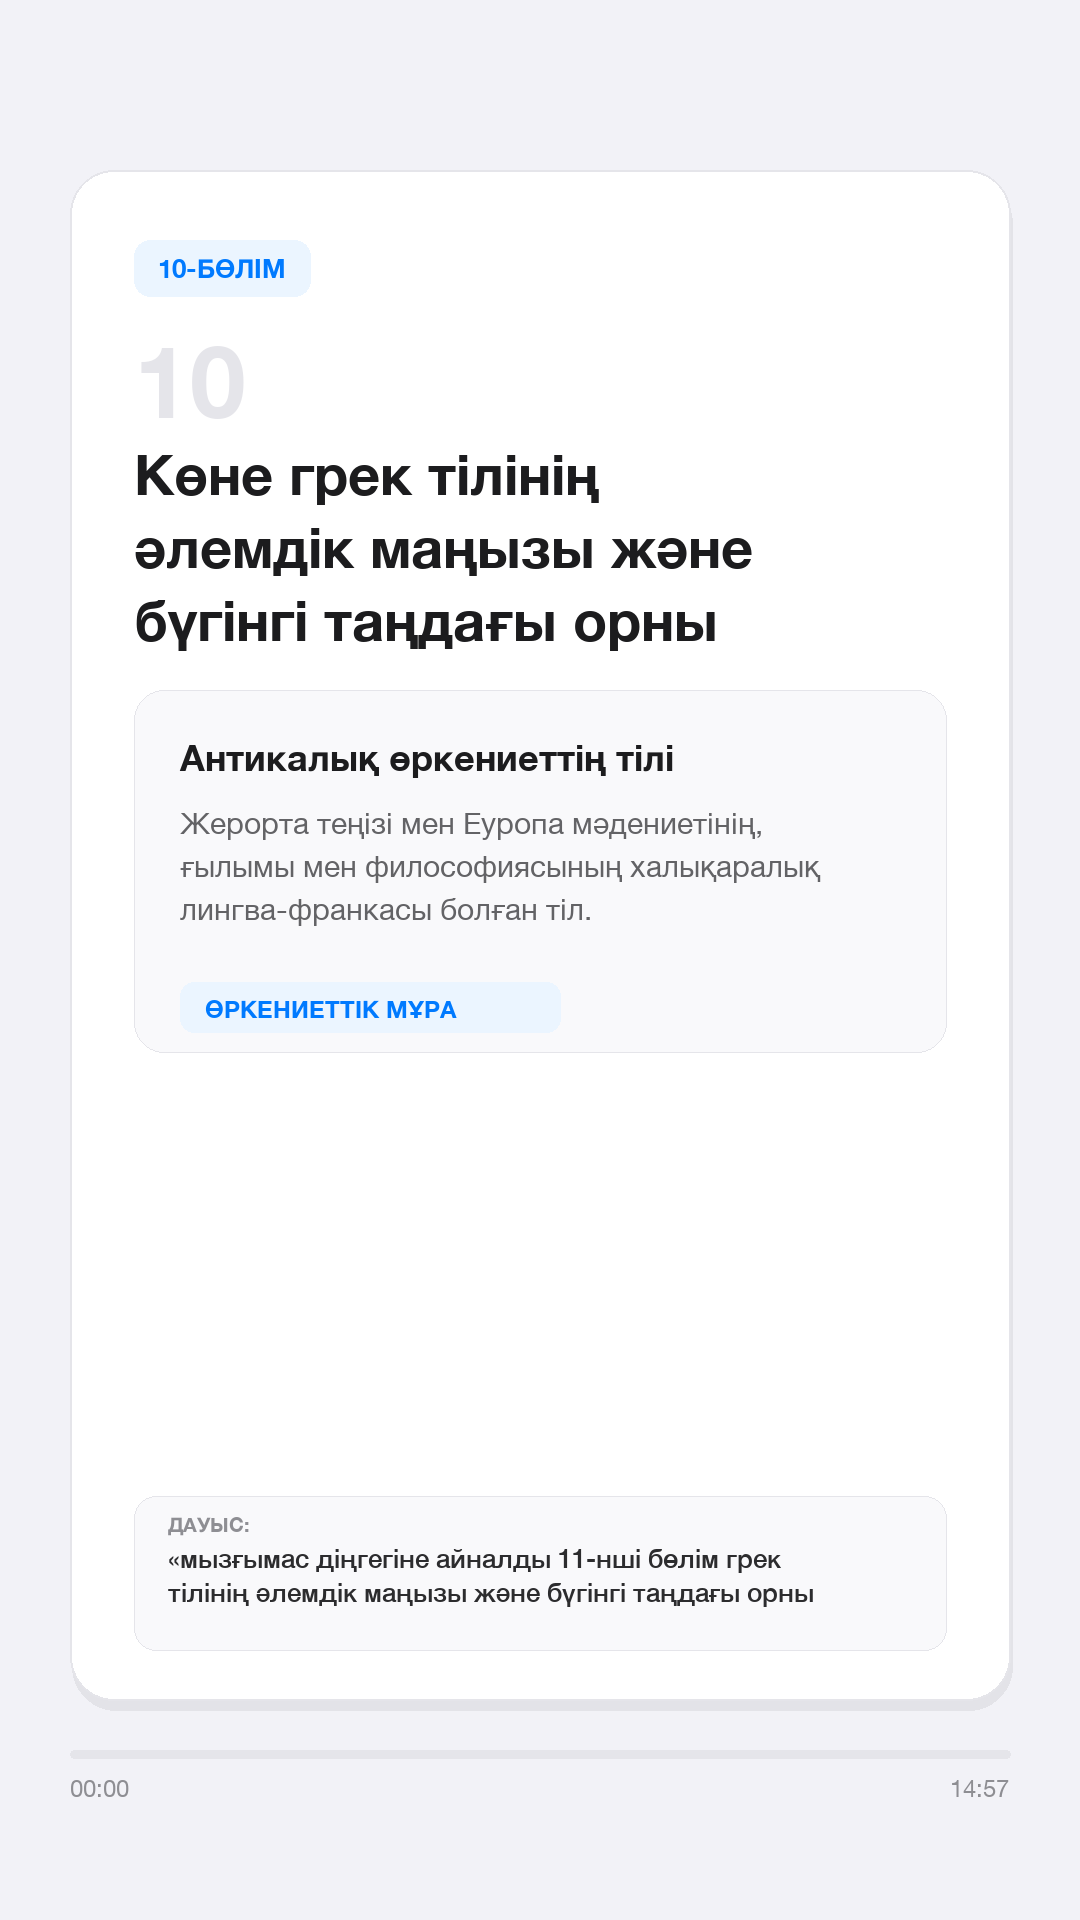 10-БӨЛІМ
10
Көне грек тілінің
әлемдік маңызы және
бүгінгі таңдағы орны
Антикалық өркениеттің тілі
Жерорта теңізі мен Еуропа мәдениетінің,
ғылымы мен философиясының халықаралық
лингва-франкасы болған тіл.
ӨРКЕНИЕТТІК МҰРА
ДАУЫС:
«мызғымас діңгегіне айналды 11-нші бөлім грек
тілінің әлемдік маңызы және бүгінгі таңдағы орны
00:00
14:57